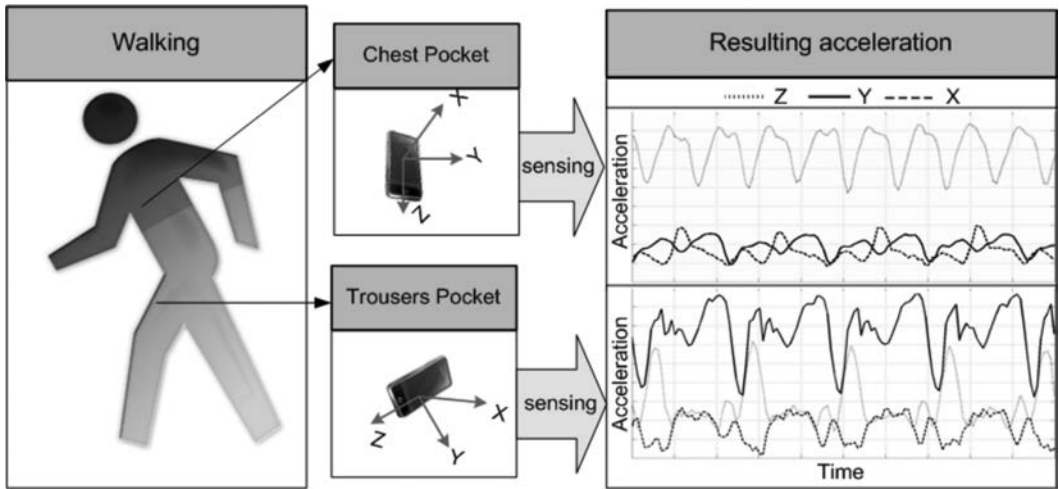 Walking
Chest Pocket
X
Y
Z
sensing
Trousers Pocket
X
Y
Z
sensing
Resulting acceleration
Z Y X
Acceleration
Acceleration
Time